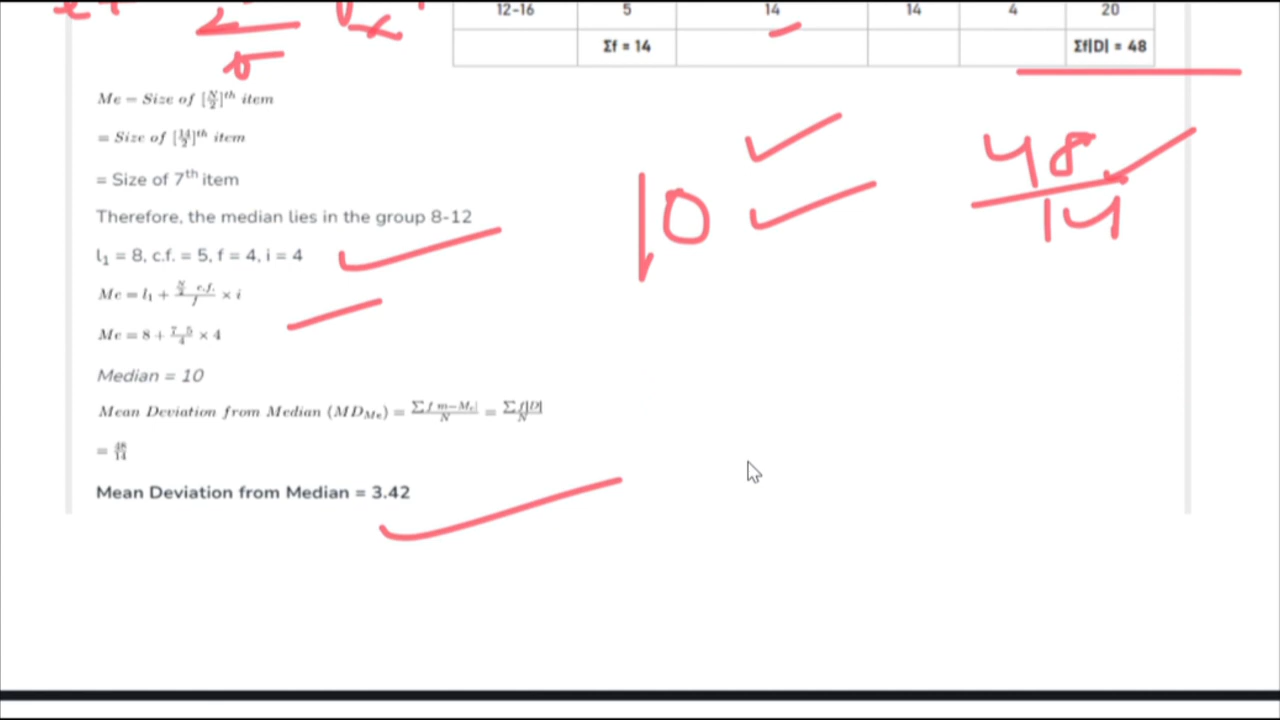 12-16 5 14 14 4 20
Σf = 14 Σf|D| = 48
Me = Size of [N/2]th item
= Size of [14/2]th item
= Size of 7th item
Therefore, the median lies in the group 8-12
l1 = 8, c.f. = 5, f = 4, i = 4
Me = l1 + N/2 c.f./f × i
Me = 8 + 7 5/4 × 4
Median = 10
Mean Deviation from Median (MDMe) = Σ f m−Me|/N = Σ f|D|/N
= 48/14
Mean Deviation from Median = 3.42
10
48/14